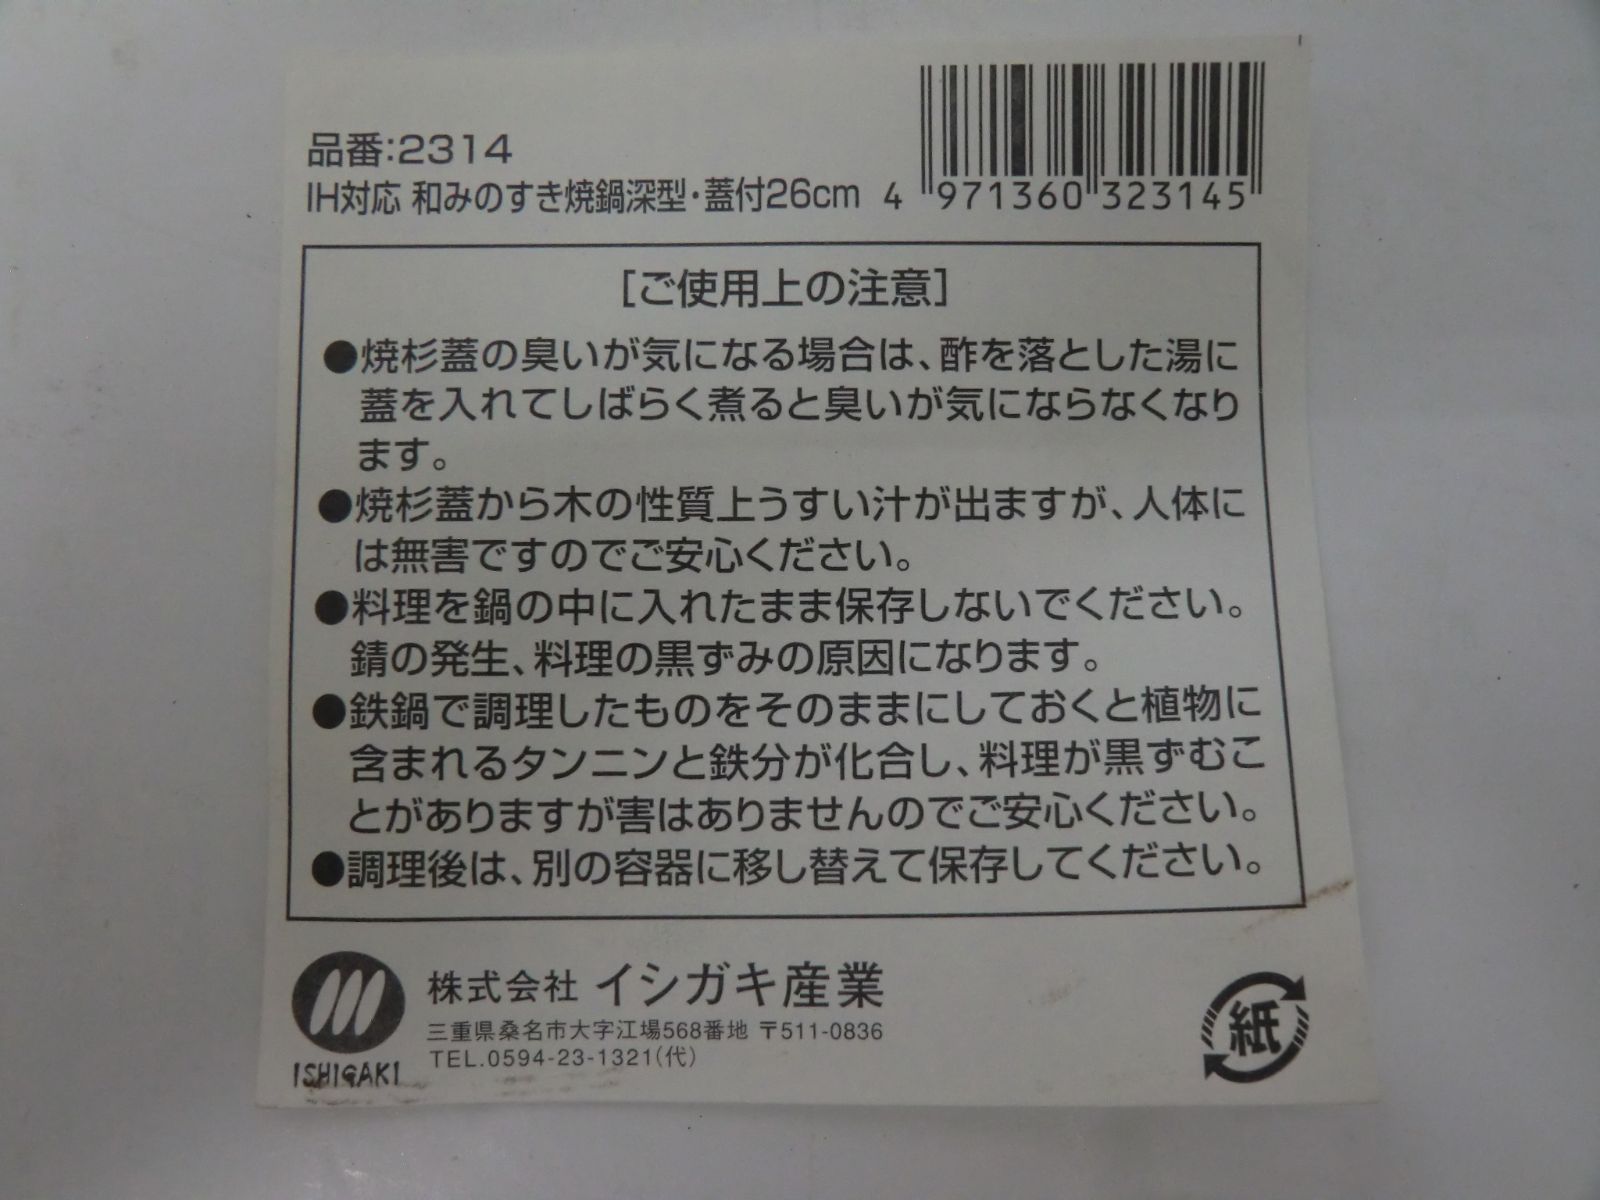 品番:2314
IH対応 和みのすき焼鍋深型・蓋付26cm
4 971360 323145
[ご使用上の注意]
●焼杉蓋の臭いが気になる場合は、酢を落とした湯に
蓋を入れてしばらく煮ると臭いが気にならなくなり
ます。
●焼杉蓋から木の性質上うすい汁が出ますが、人体に
は無害ですのでご安心ください。
●料理を鍋の中に入れたまま保存しないでください。
錆の発生、料理の黒ずみの原因になります。
●鉄鍋で調理したものをそのままにしておくと植物に
含まれるタンニンと鉄分が化合し、料理が黒ずむこ
とがありますが害はありませんのでご安心ください。
●調理後は、別の容器に移し替えて保存してください。
株式会社 イシガキ産業
三重県桑名市大字江場568番地 〒511-0836
TEL.0594-23-1321(代)
ISHIGAKI
紙